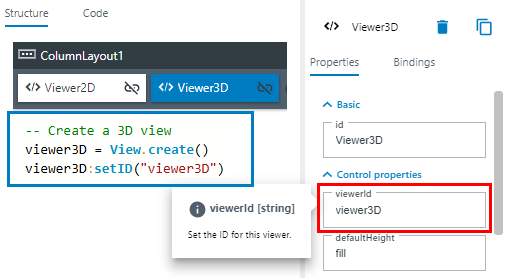 Structure
Code
ColumnLayout1
</> Viewer2D
</> Viewer3D
-- Create a 3D view
viewer3D = View.create()
viewer3D:setID("viewer3D")
viewerId [string]
Set the ID for this viewer.
</> Viewer3D
Properties
Bindings
Basic
id
Viewer3D
Control properties
viewerId
viewer3D
defaultHeight
fill